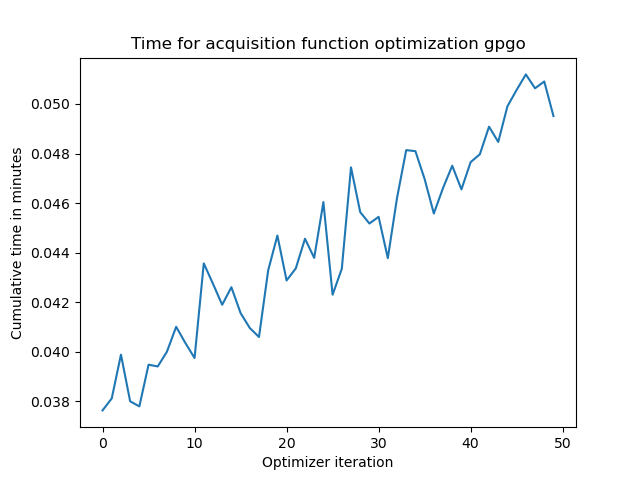 Time for acquisition function optimization gpgo
0.050
0.048
0.046
0.044
0.042
0.040
0.038
Cumulative time in minutes
0 10 20 30 40 50
Optimizer iteration